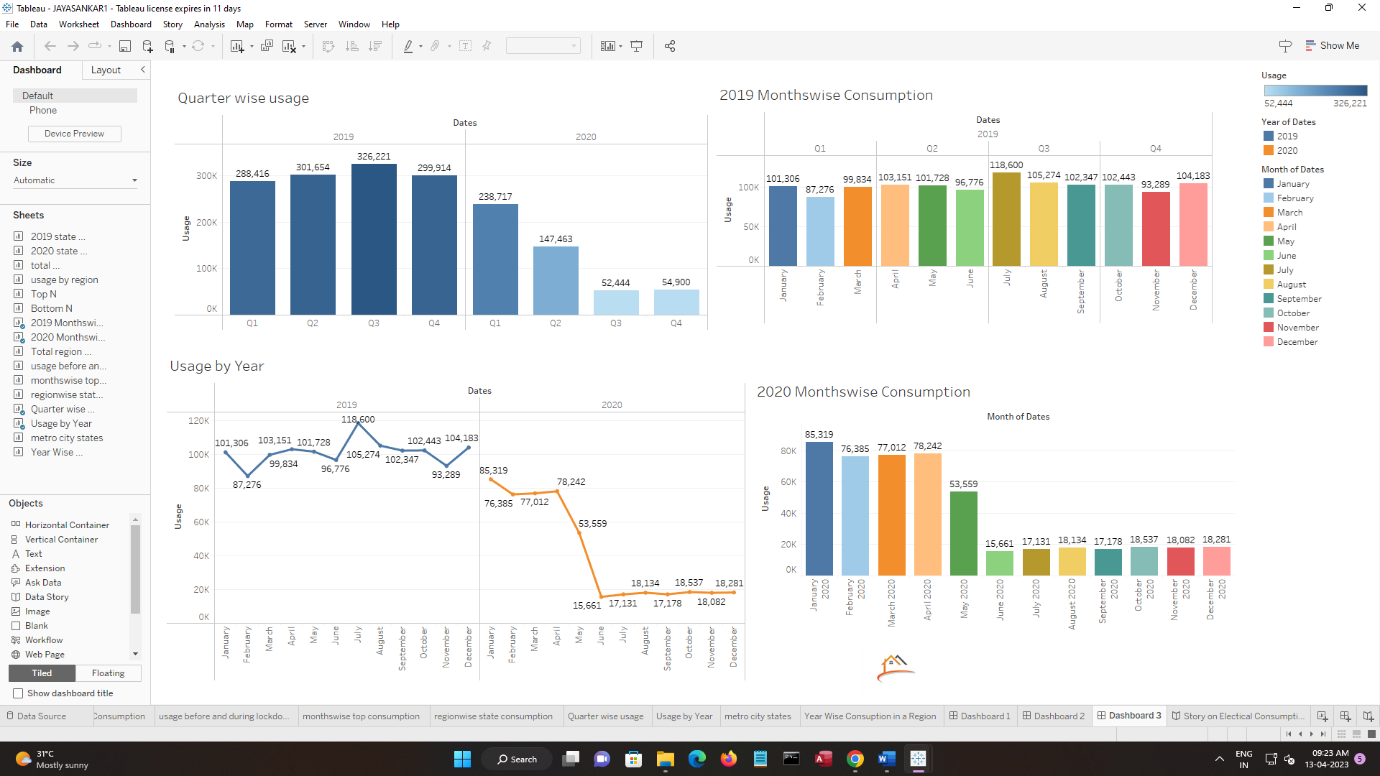 Tableau - JAYASANKAR1 - Tableau license expires in 11 days
File Data Worksheet Dashboard Story Analysis Map Format Server Window Help
Show Me
Dashboard Layout
Default
Phone
Device Preview
Size
Automatic
Sheets
2019 state ...
2020 state ...
total ...
usage by region
Top N
Bottom N
2019 Monthswi...
2020 Monthswi...
Total region ...
usage before an...
monthswise top...
regionwise stat...
Quarter wise ...
Usage by Year
metro city states
Year Wise ...
Objects
Horizontal Container
Vertical Container
Text
Extension
Ask Data
Data Story
Image
Blank
Workflow
Web Page
Tiled Floating
Show dashboard title
Quarter wise usage
Dates
2019 2020
Usage
300K
200K
100K
0K
288,416 301,654 326,221 299,914 238,717 147,463 52,444 54,900
Q1 Q2 Q3 Q4 Q1 Q2 Q3 Q4
2019 Monthswise Consumption
Dates
2019
Q1 Q2 Q3 Q4
Usage
100K
50K
0K
101,306 87,276 99,834 103,151 101,728 96,776 118,600 105,274 102,347 102,443 93,289 104,183
January February March April May June July August September October November December
Usage by Year
Dates
2019 2020
Usage
120K
100K
80K
60K
40K
20K
0K
101,306 87,276 99,834 103,151 101,728 96,776 118,600 105,274 102,347 102,443 93,289 104,183
85,319 76,385 77,012 78,242 53,559 15,661 17,131 18,134 17,178 18,537 18,082 18,281
January February March April May June July August September October November December January February March April May June July August September October November December
2020 Monthswise Consumption
Month of Dates
Usage
80K
60K
40K
20K
0K
85,319 76,385 77,012 78,242 53,559 15,661 17,131 18,134 17,178 18,537 18,082 18,281
January 2020 February 2020 March 2020 April 2020 May 2020 June 2020 July 2020 August 2020 September 2020 October 2020 November 2020 December 2020
Usage
52,444 326,221
Year of Dates
2019
2020
Month of Dates
January
February
March
April
May
June
July
August
September
October
November
December
Data Source Consumption usage before and during lockdo... monthswise top consumption regionwise state consumption Quarter wise usage Usage by Year metro city states Year Wise Consuption in a Region Dashboard 1 Dashboard 2 Dashboard 3 Story on Electical Consumpti...
31°C
Mostly sunny
Search
ENG
IN
09:23 AM
13-04-2023
5